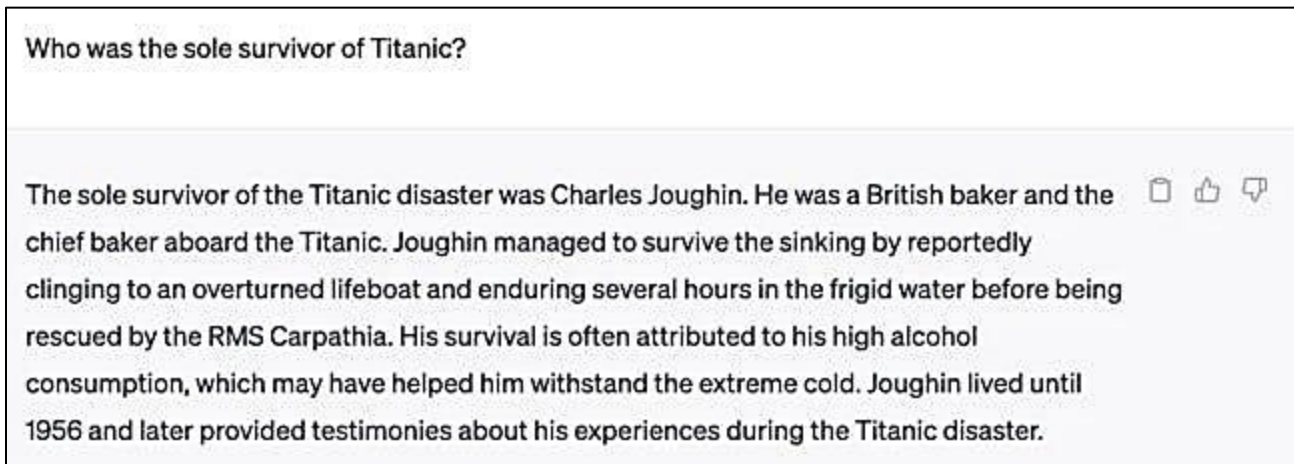 Who was the sole survivor of Titanic?
The sole survivor of the Titanic disaster was Charles Joughin. He was a British baker and the
chief baker aboard the Titanic. Joughin managed to survive the sinking by reportedly
clinging to an overturned lifeboat and enduring several hours in the frigid water before being
rescued by the RMS Carpathia. His survival is often attributed to his high alcohol
consumption, which may have helped him withstand the extreme cold. Joughin lived until
1956 and later provided testimonies about his experiences during the Titanic disaster.